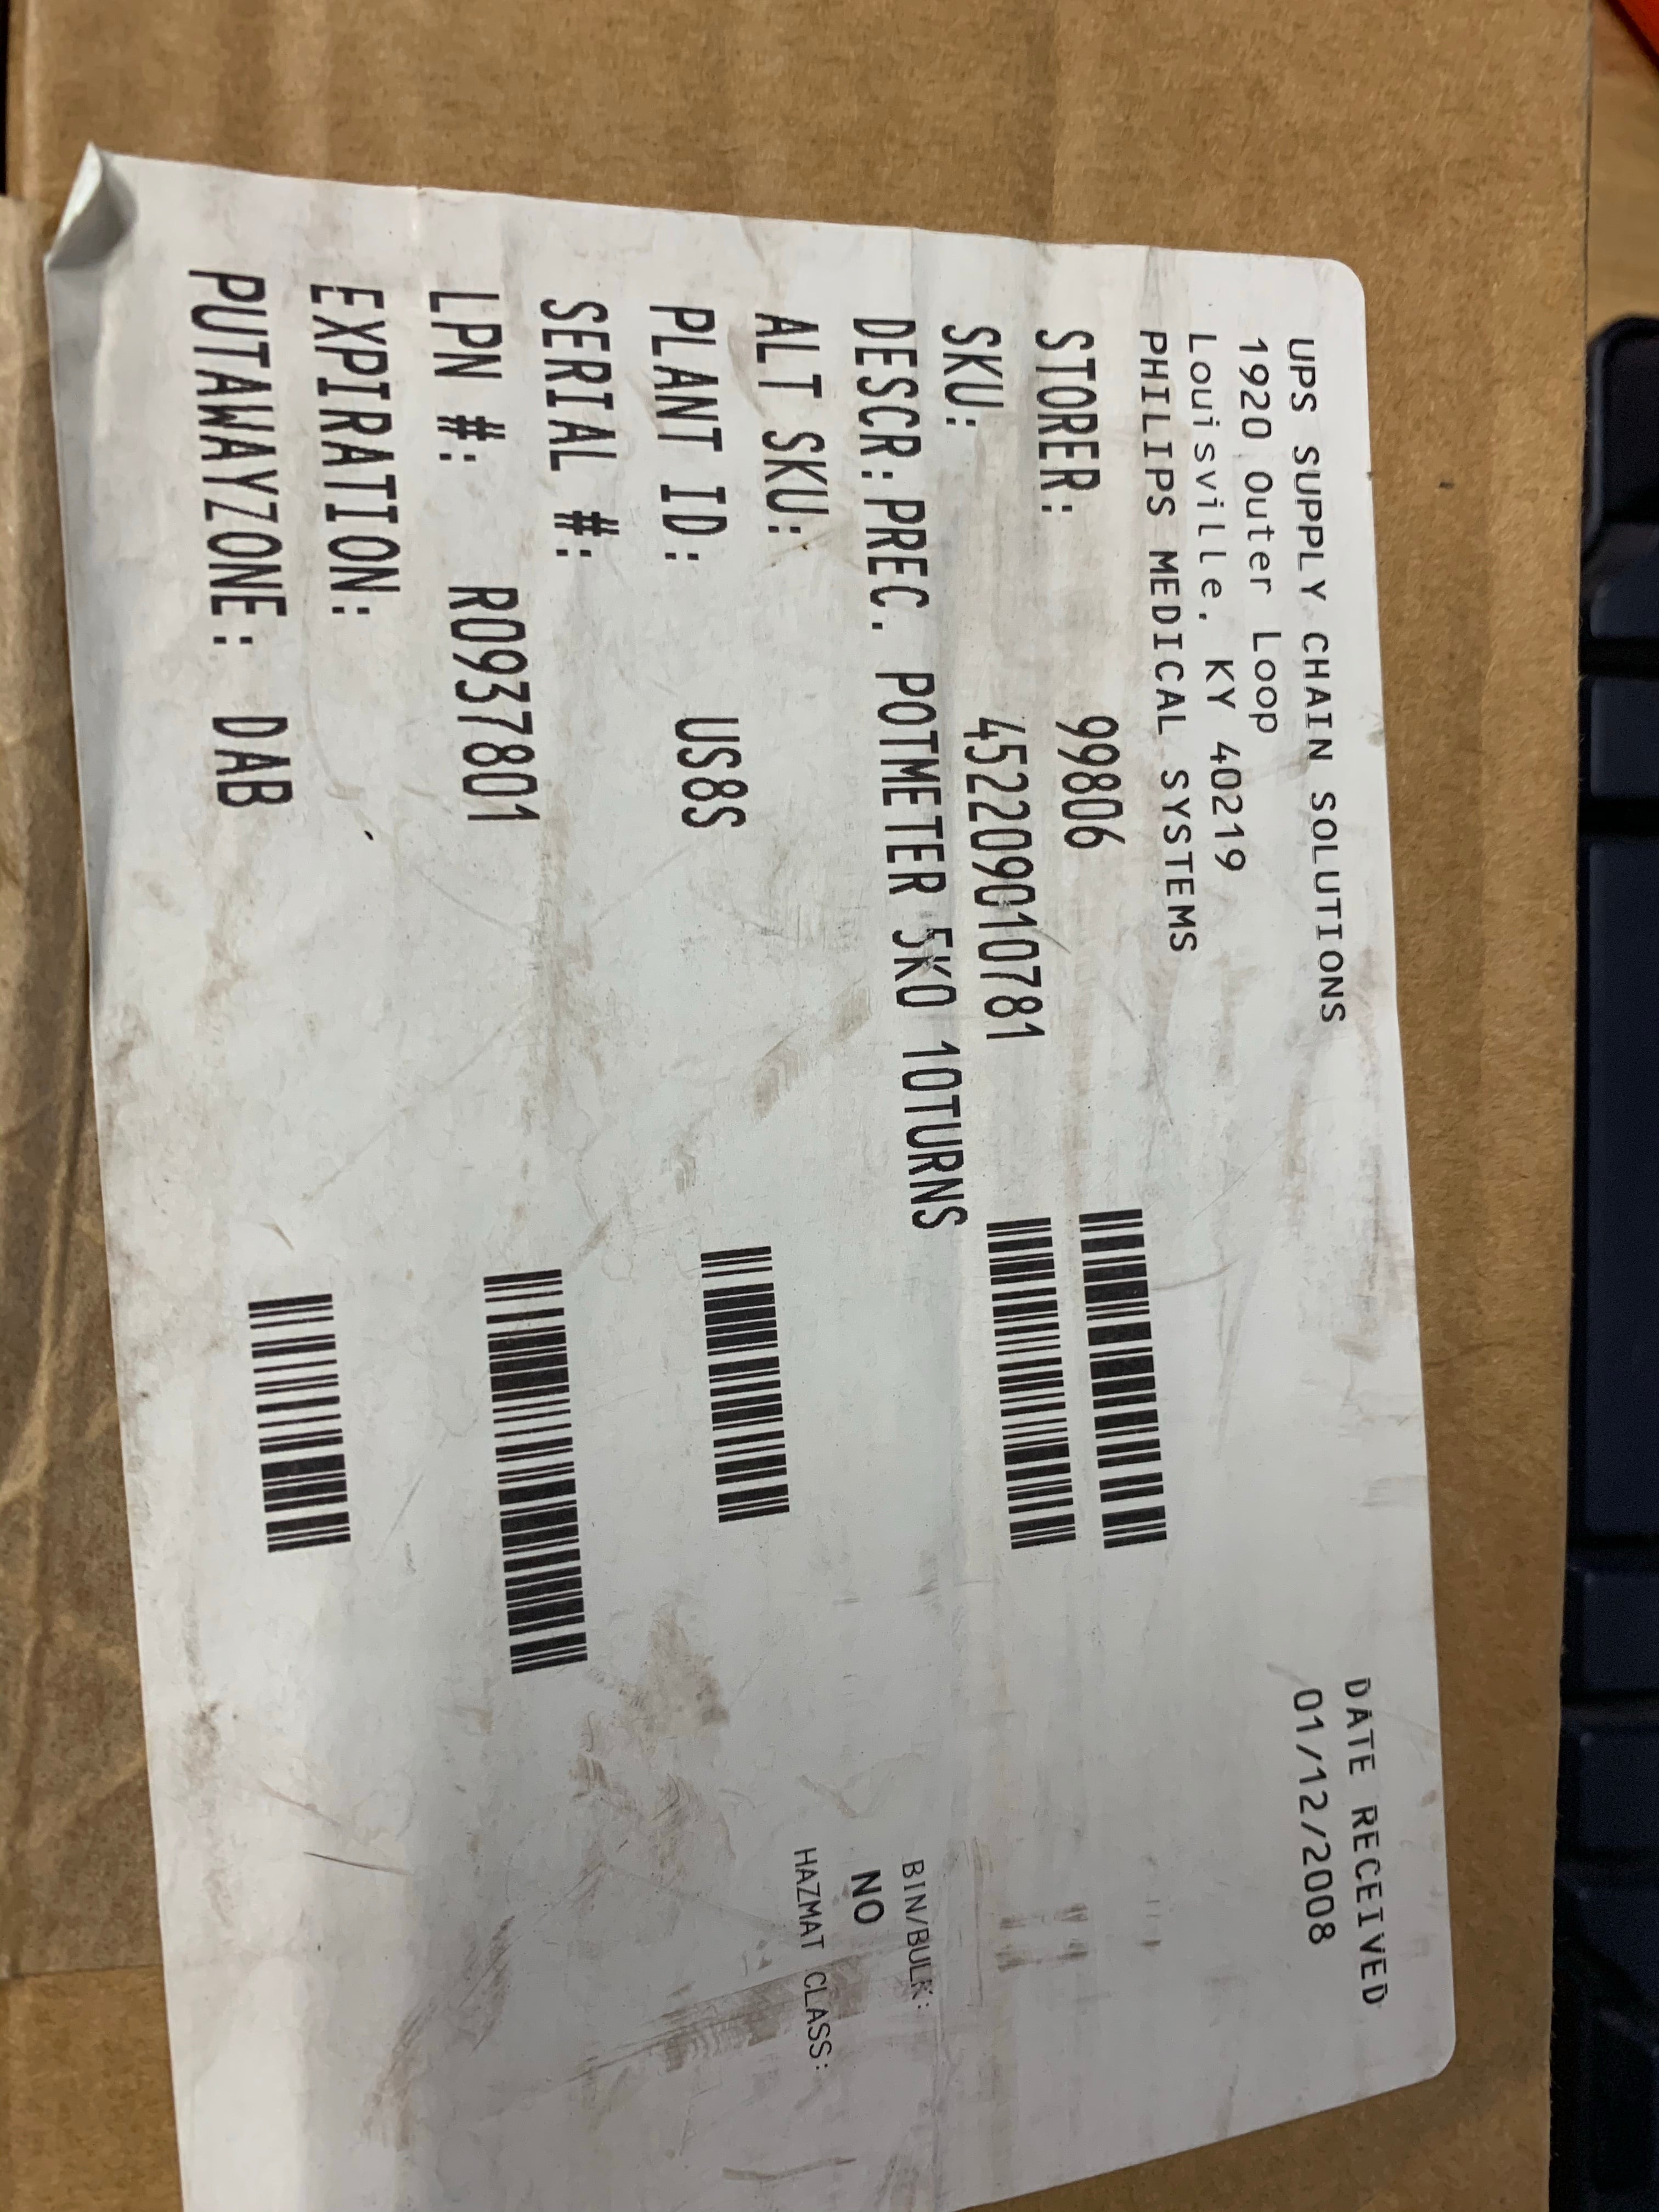 UPS SUPPLY CHAIN SOLUTIONS
1920 Outer Loop
Louisville, KY 40219
PHILIPS MEDICAL SYSTEMS
DATE RECEIVED
01/12/2008
STORER: 99806
SKU: 452209010781
DESCR: PREC. POTMETER 5K0 10TURNS
BIN/BULK:
NO
HAZMAT CLASS:
ALT SKU:
PLANT ID: US8S
SERIAL #:
LPN #: R0937801
EXPIRATION:
PUTAWAYZONE: DAB